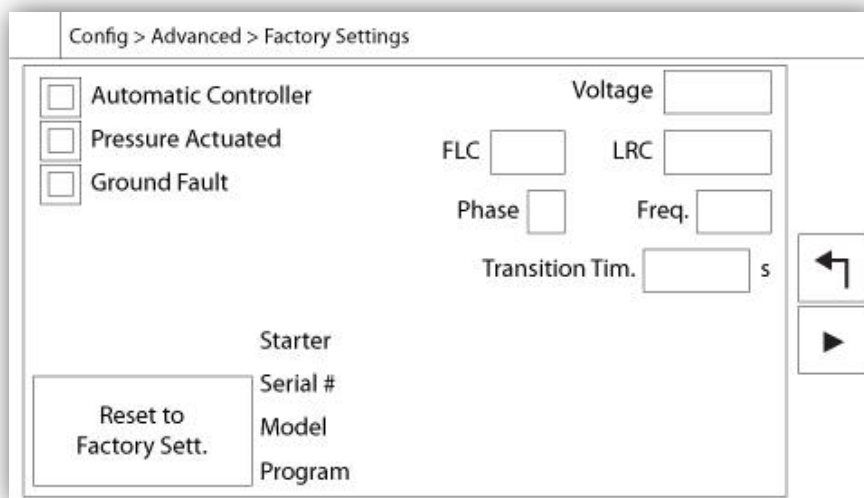 Config > Advanced > Factory Settings
Automatic Controller
Voltage
Pressure Actuated
FLC
LRC
Ground Fault
Phase
Freq.
Transition Tim.
s
Starter
Serial #
Reset to
Factory Sett.
Model
Program